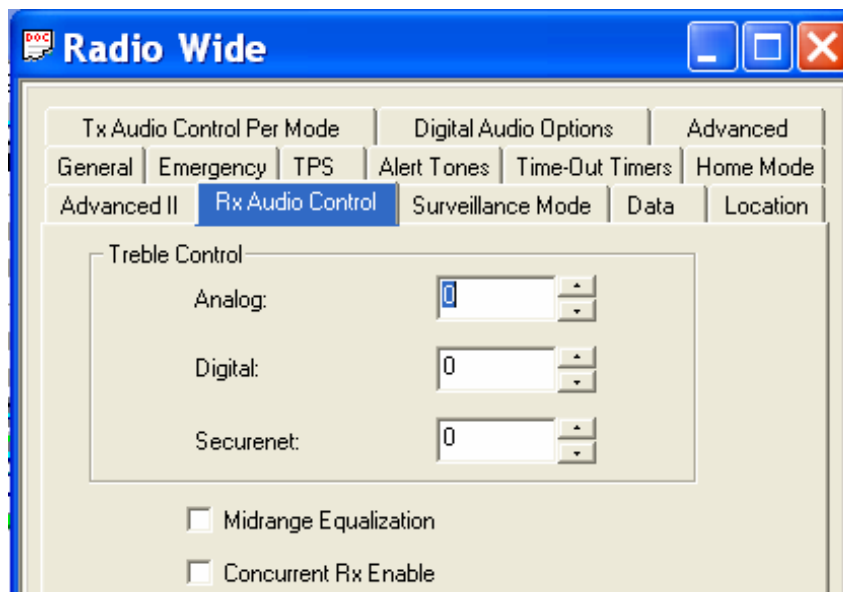 DOC Radio Wide
Tx Audio Control Per Mode Digital Audio Options Advanced
General Emergency TPS Alert Tones Time-Out Timers Home Mode
Advanced II Rx Audio Control Surveillance Mode Data Location
Treble Control
Analog: 0
Digital: 0
Securenet: 0
Midrange Equalization
Concurrent Rx Enable